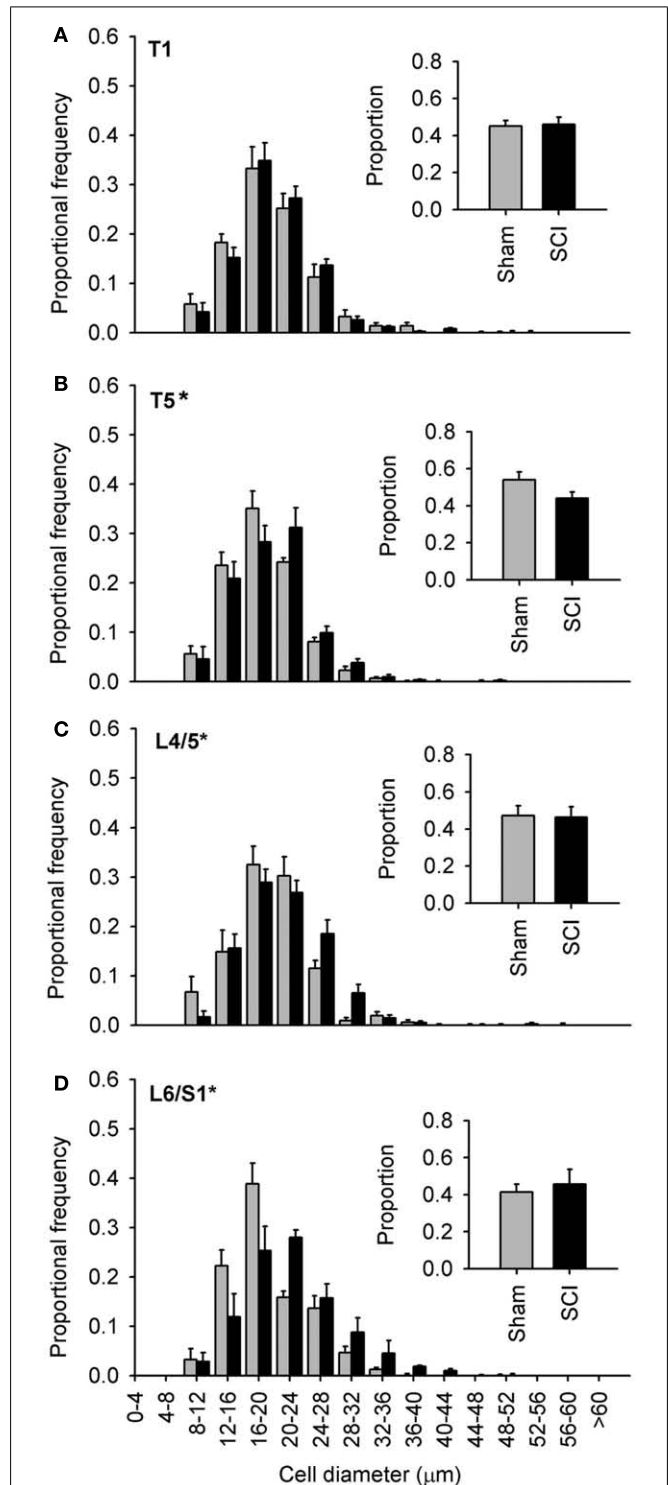 A
T1
0.6
0.5
0.4
0.3
0.2
0.1
0.0
Proportional frequency
0.8
0.6
0.4
0.2
0.0
Proportion
Sham
SCI
B
T5*
0.6
0.5
0.4
0.3
0.2
0.1
0.0
Proportional frequency
0.8
0.6
0.4
0.2
0.0
Proportion
Sham
SCI
C
L4/5*
0.6
0.5
0.4
0.3
0.2
0.1
0.0
Proportional frequency
0.8
0.6
0.4
0.2
0.0
Proportion
Sham
SCI
D
L6/S1*
0.6
0.5
0.4
0.3
0.2
0.1
0.0
Proportional frequency
0.8
0.6
0.4
0.2
0.0
Proportion
Sham
SCI
0-4
4-8
8-12
12-16
16-20
20-24
24-28
28-32
32-36
36-40
40-44
44-48
48-52
52-56
56-60
>60
Cell diameter (μm)